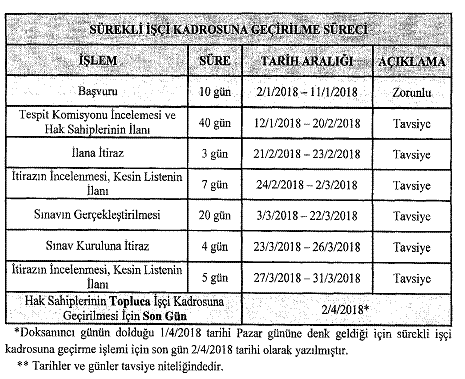 SÜREKLİ İŞÇİ KADROSUNA GEÇİRİLME SÜRECİ
İŞLEM SÜRE TARİH ARALIĞI AÇIKLAMA
Başvuru 10 gün 2/1/2018 – 11/1/2018 Zorunlu
Tespit Komisyonu İncelemesi ve
Hak Sahiplerinin İlanı 40 gün 12/1/2018 – 20/2/2018 Tavsiye
İlana İtiraz 3 gün 21/2/2018 – 23/2/2018 Tavsiye
İtirazın İncelenmesi, Kesin Listenin
İlanı 7 gün 24/2/2018 – 2/3/2018 Tavsiye
Sınavın Gerçekleştirilmesi 20 gün 3/3/2018 – 22/3/2018 Tavsiye
Sınav Kuruluna İtiraz 4 gün 23/3/2018 – 26/3/2018 Tavsiye
İtirazın İncelenmesi, Kesin Listenin
İlanı 5 gün 27/3/2018 – 31/3/2018 Tavsiye
Hak Sahiplerinin Topluca İşçi Kadrosuna
Geçirilmesi İçin Son Gün 2/4/2018*
*Doksanıncı günün dolduğu 1/4/2018 tarihi Pazar gününe denk geldiği için sürekli işçi
kadrosuna geçirme işlemi için son gün 2/4/2018 tarihi olarak yazılmıştır.
** Tarihler ve günler tavsiye niteliğindedir.